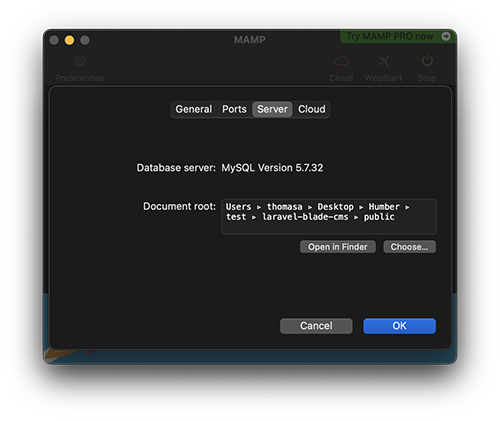 MAMP
Try MAMP PRO now
Preferences
Cloud
WebStart
Stop
General Ports Server Cloud
Database server: MySQL Version 5.7.32
Document root: Users ▸ thomasa ▸ Desktop ▸ Humber ▸
test ▸ laravel-blade-cms ▸ public
Open in Finder Choose...
Cancel OK